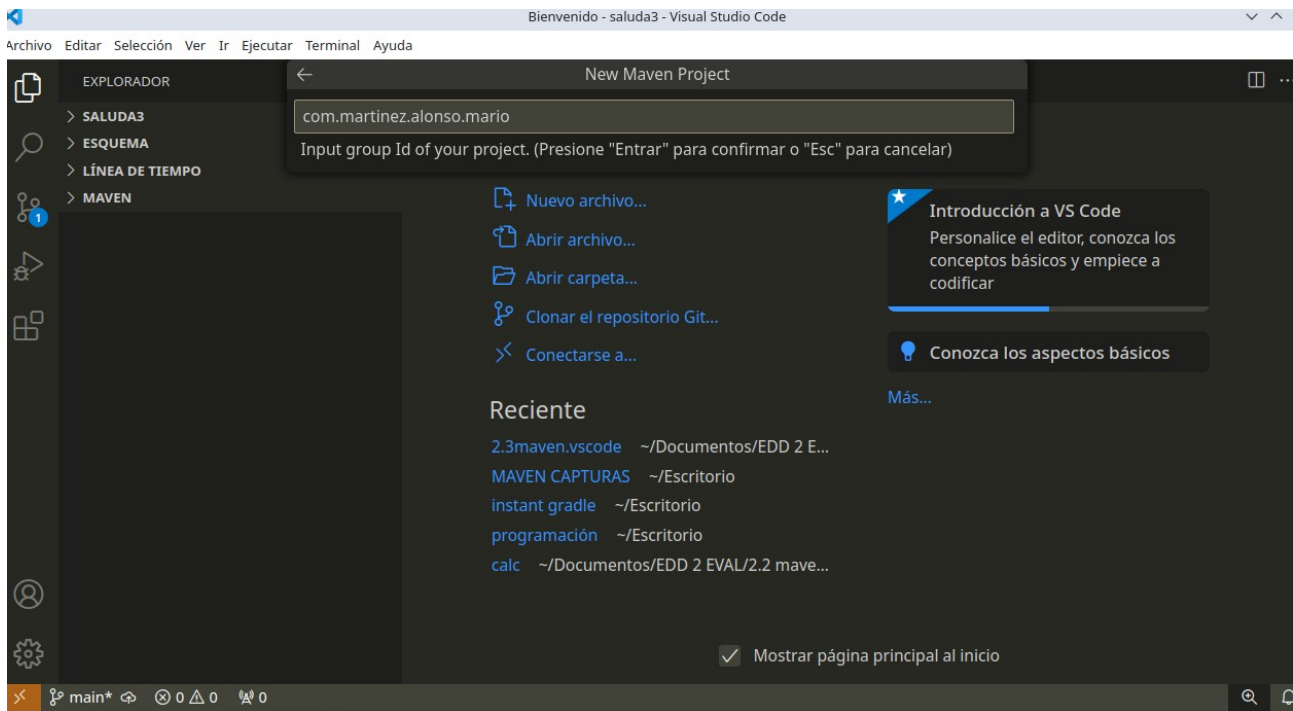 Bienvenido - saluda3 - Visual Studio Code
Archivo Editar Selección Ver Ir Ejecutar Terminal Ayuda
EXPLORADOR
SALUDA3
ESQUEMA
LÍNEA DE TIEMPO
MAVEN
New Maven Project
com.martinez.alonso.mario
Input group Id of your project. (Presione "Entrar" para confirmar o "Esc" para cancelar)
1
Nuevo archivo...
Abrir archivo...
Abrir carpeta...
Clonar el repositorio Git...
Conectarse a...
Reciente
2.3maven.vscode ~/Documentos/EDD 2 E...
MAVEN CAPTURAS ~/Escritorio
instant gradle ~/Escritorio
programación ~/Escritorio
calc ~/Documentos/EDD 2 EVAL/2.2 mave...
Introducción a VS Code
Personalice el editor, conozca los
conceptos básicos y empiece a
codificar
Conozca los aspectos básicos
Más...
Mostrar página principal al inicio
main* 0 0 0